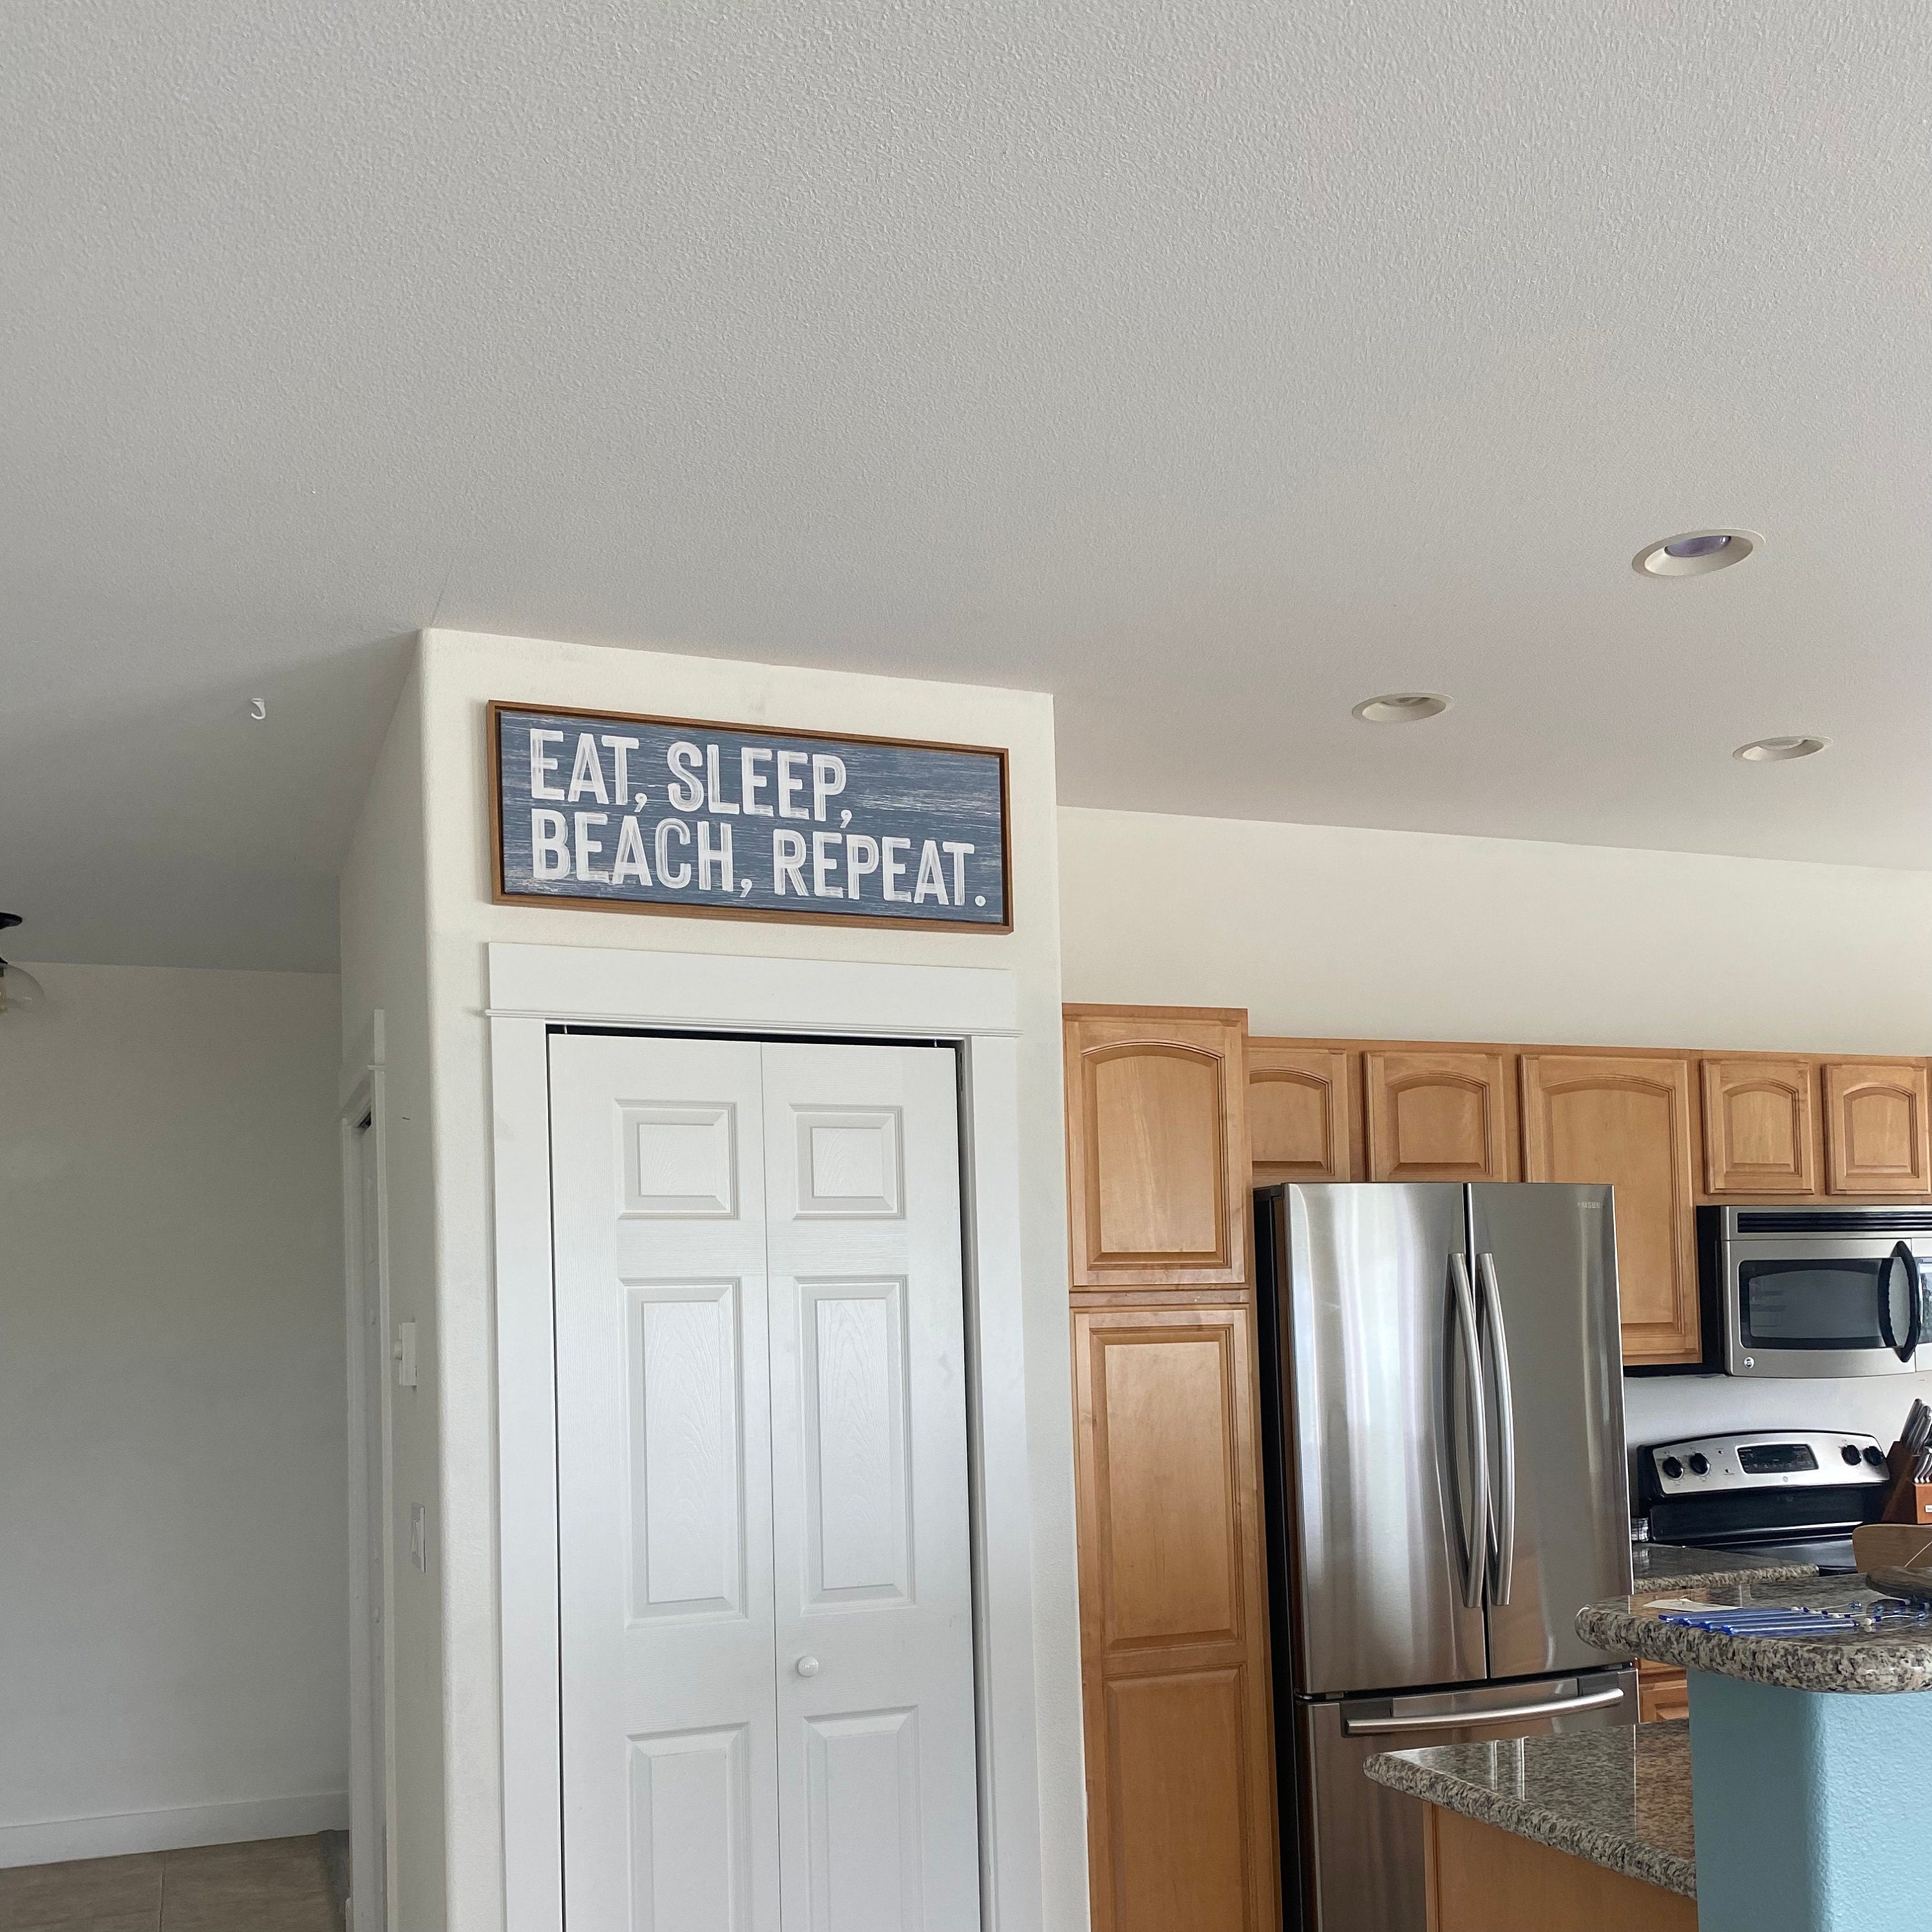 EAT, SLEEP,
BEACH, REPEAT.